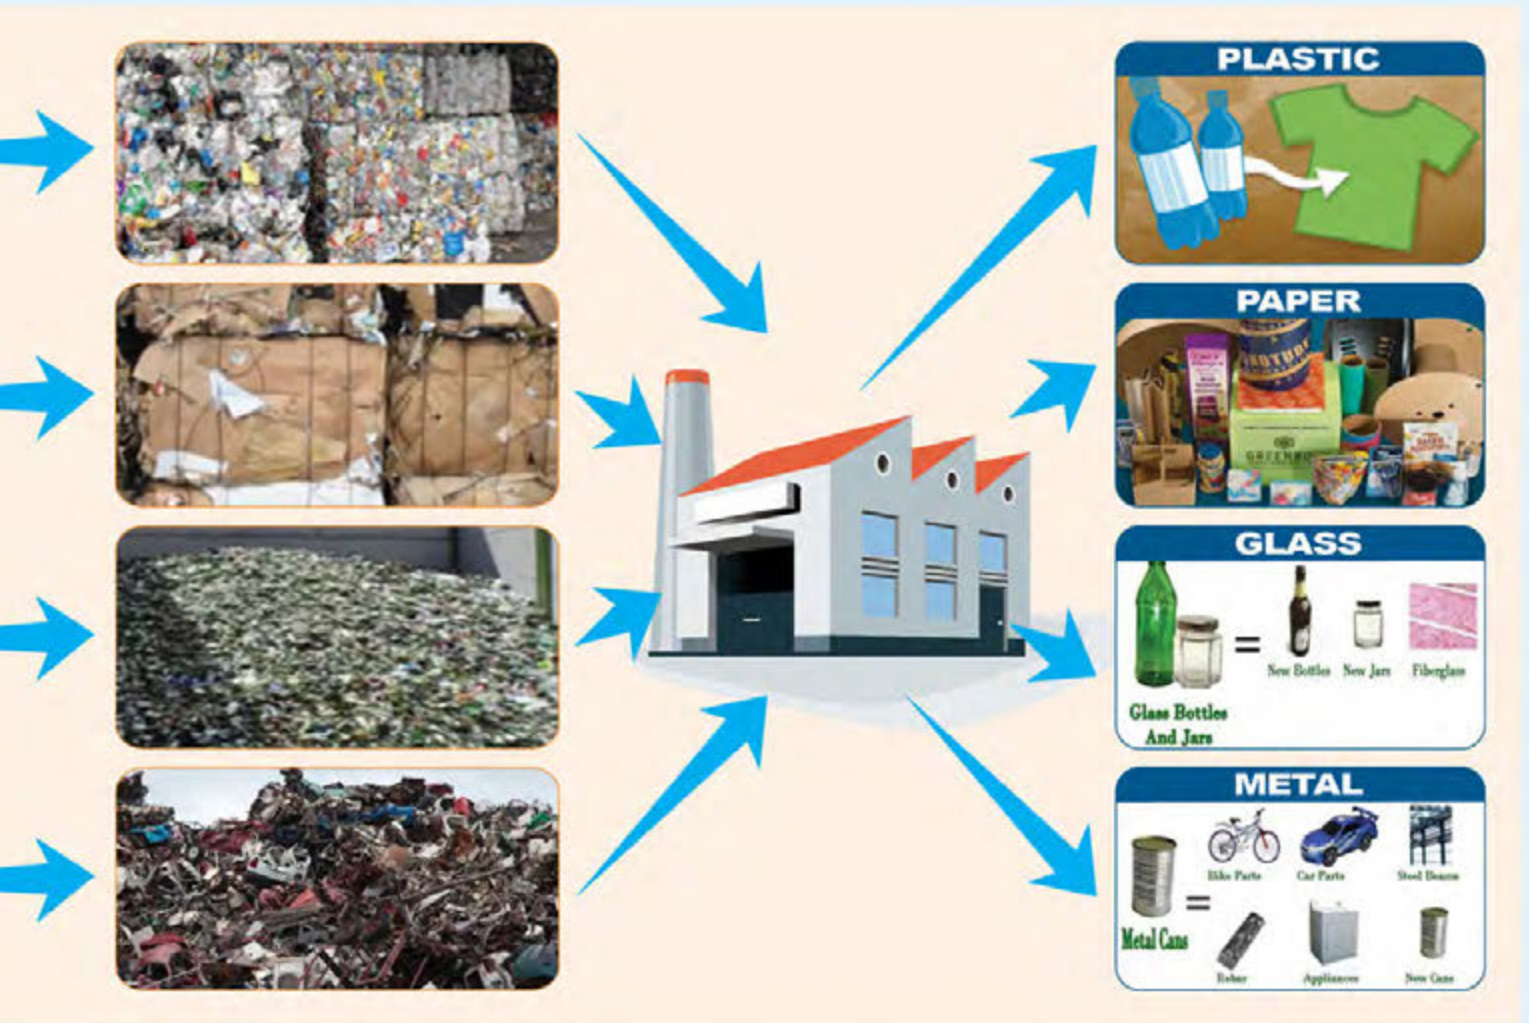 PLASTIC
PAPER
GREENBO
GLASS
New Bottles
New Jars
Fiberglass
Glass Bottles
And Jars
METAL
Bike Parts
Car Parts
Steel Beams
Metal Cans
Rebar
Appliances
New Cans